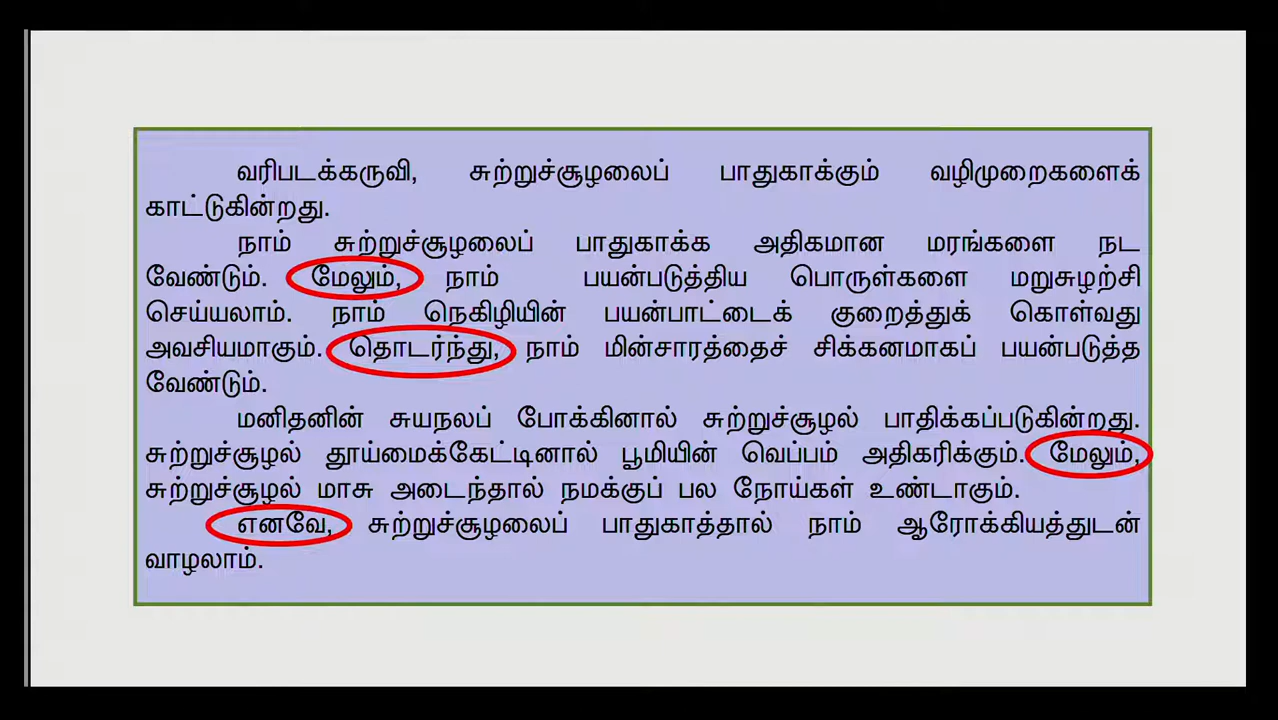 வரிபடக்கருவி, சுற்றுச்சூழலைப் பாதுகாக்கும் வழிமுறைகளைக்
காட்டுகின்றது.
நாம் சுற்றுச்சூழலைப் பாதுகாக்க அதிகமான மரங்களை நட
வேண்டும். மேலும், நாம் பயன்படுத்திய பொருள்களை மறுசுழற்சி
செய்யலாம். நாம் நெகிழியின் பயன்பாட்டைக் குறைத்துக் கொள்வது
அவசியமாகும். தொடர்ந்து, நாம் மின்சாரத்தைச் சிக்கனமாகப் பயன்படுத்த
வேண்டும்.
மனிதனின் சுயநலப் போக்கினால் சுற்றுச்சூழல் பாதிக்கப்படுகின்றது.
சுற்றுச்சூழல் தூய்மைக்கேட்டினால் பூமியின் வெப்பம் அதிகரிக்கும். மேலும்,
சுற்றுச்சூழல் மாசு அடைந்தால் நமக்குப் பல நோய்கள் உண்டாகும்.
எனவே, சுற்றுச்சூழலைப் பாதுகாத்தால் நாம் ஆரோக்கியத்துடன்
வாழலாம்.